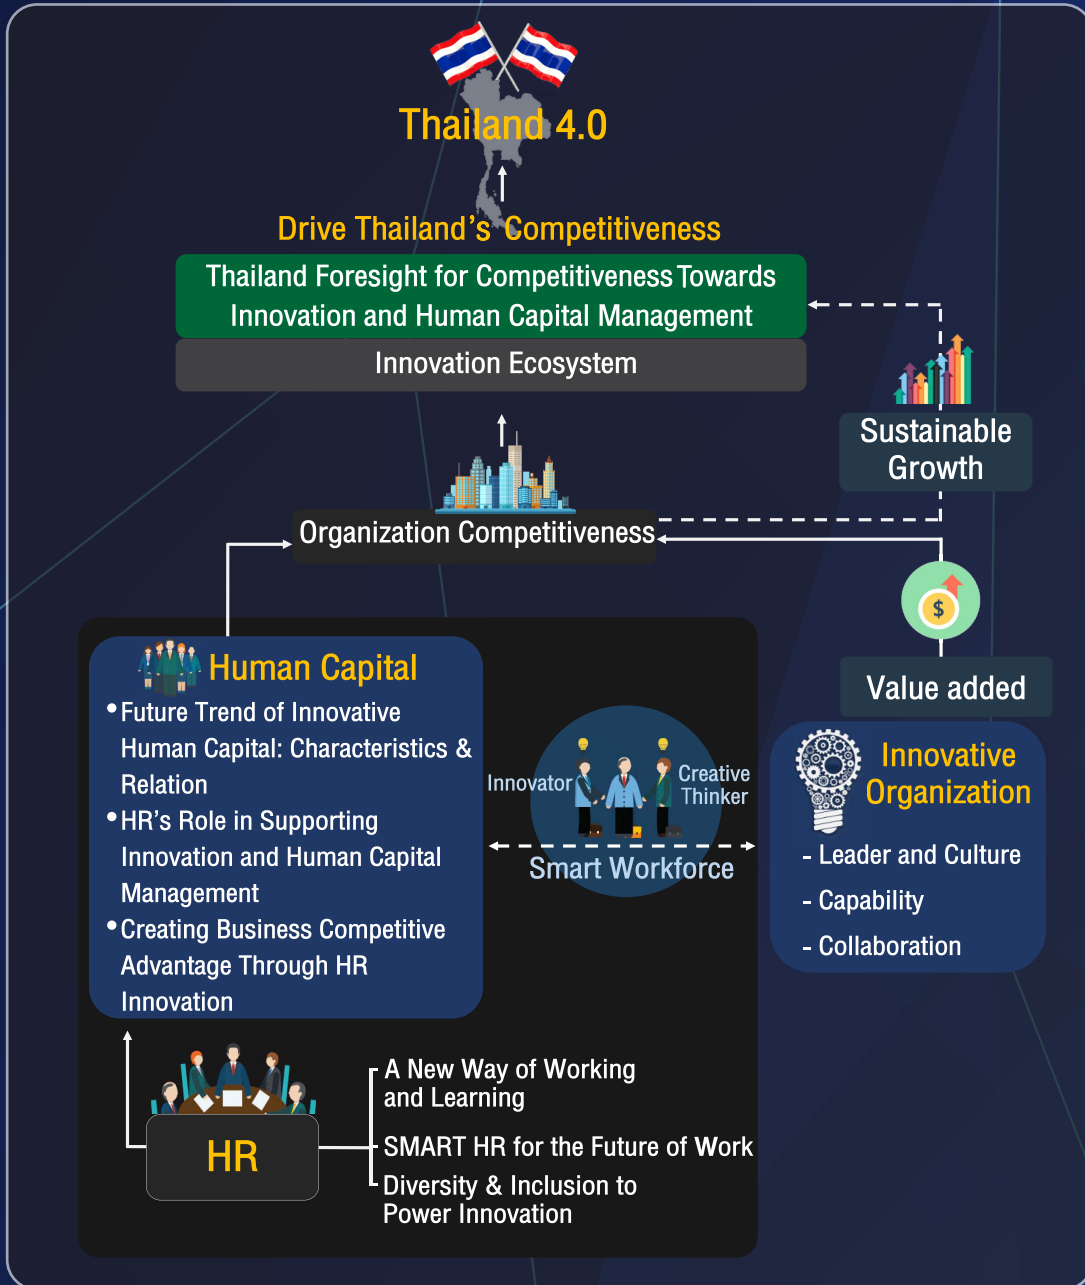 Thailand 4.0
Drive Thailand's Competitiveness
Thailand Foresight for Competitiveness Towards
Innovation and Human Capital Management
Innovation Ecosystem
Sustainable
Growth
Organization Competitiveness
$
Value added
Human Capital
•Future Trend of Innovative
Human Capital: Characteristics &
Relation
•HR's Role in Supporting
Innovation and Human Capital
Management
•Creating Business Competitive
Advantage Through HR
Innovation
Innovator
Creative
Thinker
Smart Workforce
Innovative
Organization
- Leader and Culture
- Capability
- Collaboration
HR
A New Way of Working
and Learning
SMART HR for the Future of Work
Diversity & Inclusion to
Power Innovation